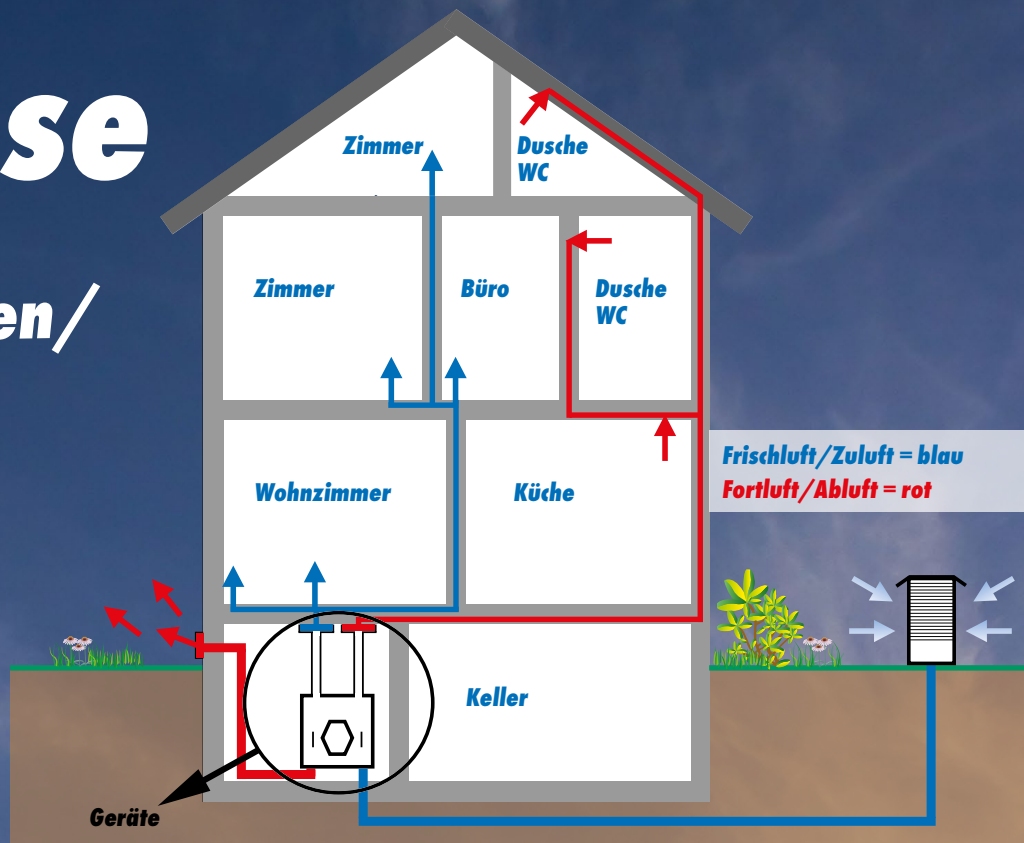 se
en/
Zimmer
Dusche
WC
Zimmer
Büro
Dusche
WC
Frischluft/Zuluft = blau
Fortluft/Abluft = rot
Wohnzimmer
Küche
Keller
Geräte